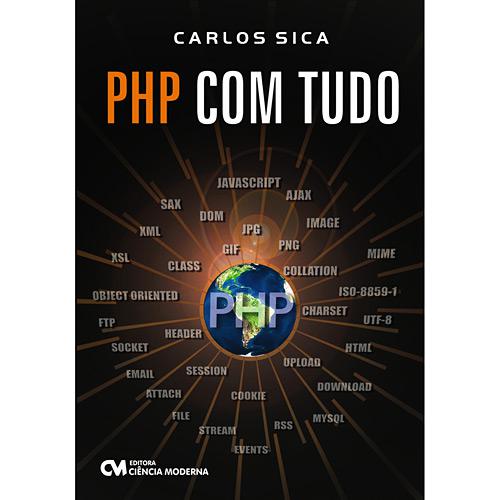 CARLOS SICA
PHP COM TUDO
JAVASCRIPT
AJAX
SAX
DOM
IMAGE
XML
JPG
GIF
PNG
XSL
CLASS
COLLATION
MIME
OBJECT ORIENTED
ISO-8859-1
PHP
CHARSET
FTP
UTF-8
HEADER
SOCKET
HTML
UPLOAD
EMAIL
SESSION
DOWNLOAD
ATTACH
COOKIE
FILE
MYSQL
RSS
STREAM
EVENTS
CM EDITORA
CIÊNCIA MODERNA